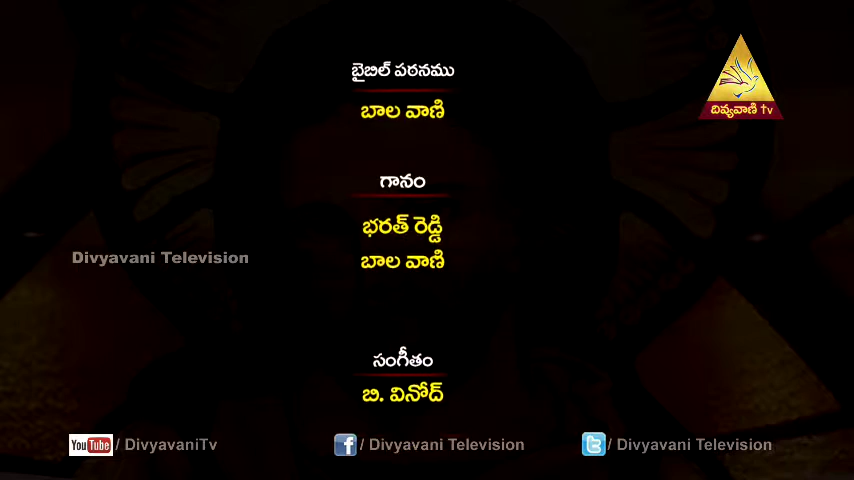 బైబిల్ పఠనము
బాల వాణి
దివ్యవాణి tv
గానం
భరత్ రెడ్డి
బాల వాణి
Divyavani Television
సంగీతం
బి. వినోద్
YouTube / DivyavaniTv
f / Divyavani Television
t / Divyavani Television